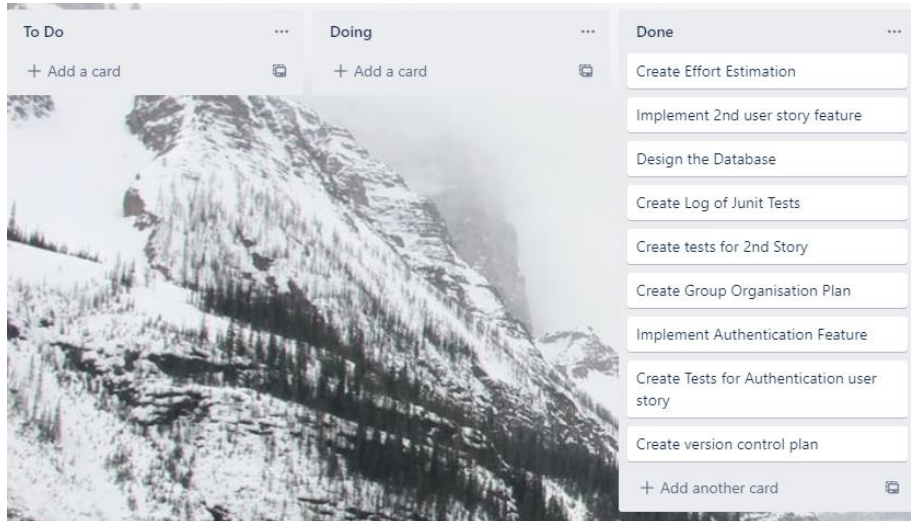 To Do
+ Add a card
Doing
+ Add a card
Done
Create Effort Estimation
Implement 2nd user story feature
Design the Database
Create Log of Junit Tests
Create tests for 2nd Story
Create Group Organisation Plan
Implement Authentication Feature
Create Tests for Authentication user
story
Create version control plan
+ Add another card